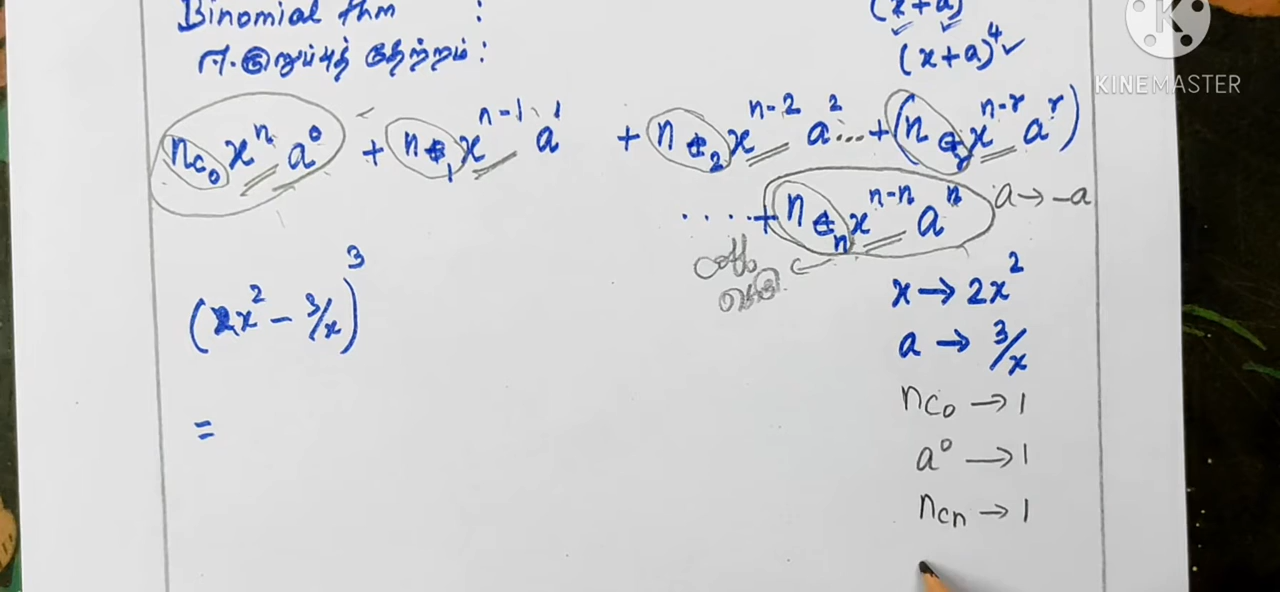 Binomial thm :
ஈருறுப்புத் தேற்றம் :
(x+a)
(x+a)⁴ ✓
K
KINEMASTER
nc₀ xⁿ a⁰ + nc₁ xⁿ⁻¹ a¹ + nc₂ xⁿ⁻² a² ... + (ncᵣ xⁿ⁻ʳ aʳ)
..... + ncₙ xⁿ⁻ⁿ aⁿ
a → -a
(2x² - 3/x)³
x → 2x²
a → 3/x
=
nc₀ → 1
a⁰ → 1
ncn → 1